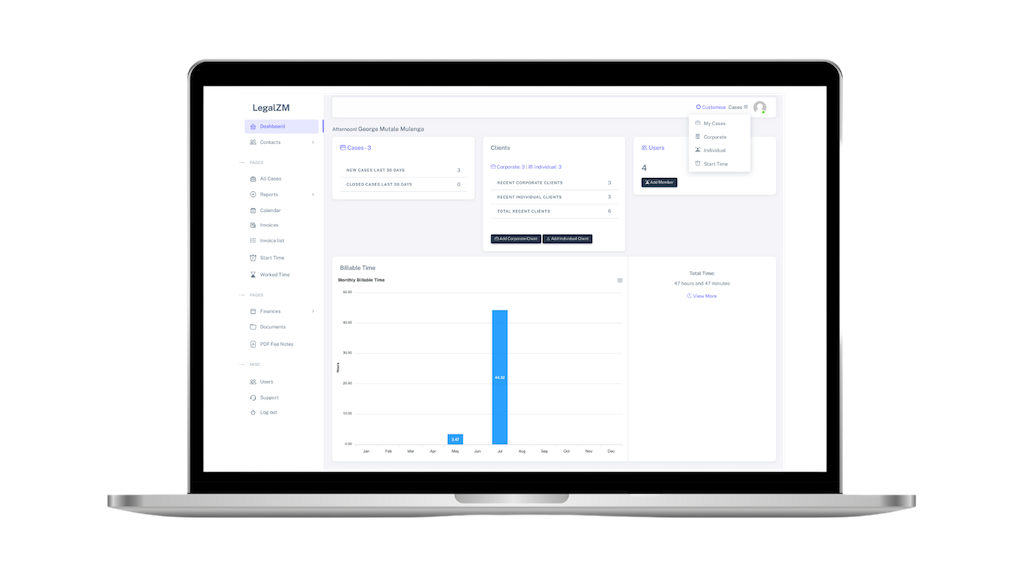 LegalZM
Dashboard
Contacts
PAGES
All Cases
Reports
Calendar
Invoices
Invoice list
Start Time
Worked Time
PAGES
Finances
Documents
PDF Fee Notes
MISC
Users
Support
Log out
Customise Cases
My Cases
Corporate
Individual
Start Time
Afternoon! George Mutale Mulenga
Cases - 3
NEW CASES LAST 30 DAYS 3
CLOSED CASES LAST 30 DAYS 0
Clients
Corporate: 3 | Individual: 3
RECENT CORPORATE CLIENTS 3
RECENT INDIVIDUAL CLIENTS 3
TOTAL RECENT CLIENTS 6
Add Corporate Client Add Individual Client
Users
4
Add Member
Billable Time
Monthly Billable Time
Hours
50.00
40.00
30.00
20.00
10.00
0.00
3.47
Jan Feb Mar Apr May Jun Jul Aug Sep Oct Nov Dec
Total Time:
47 hours and 47 minutes
View More